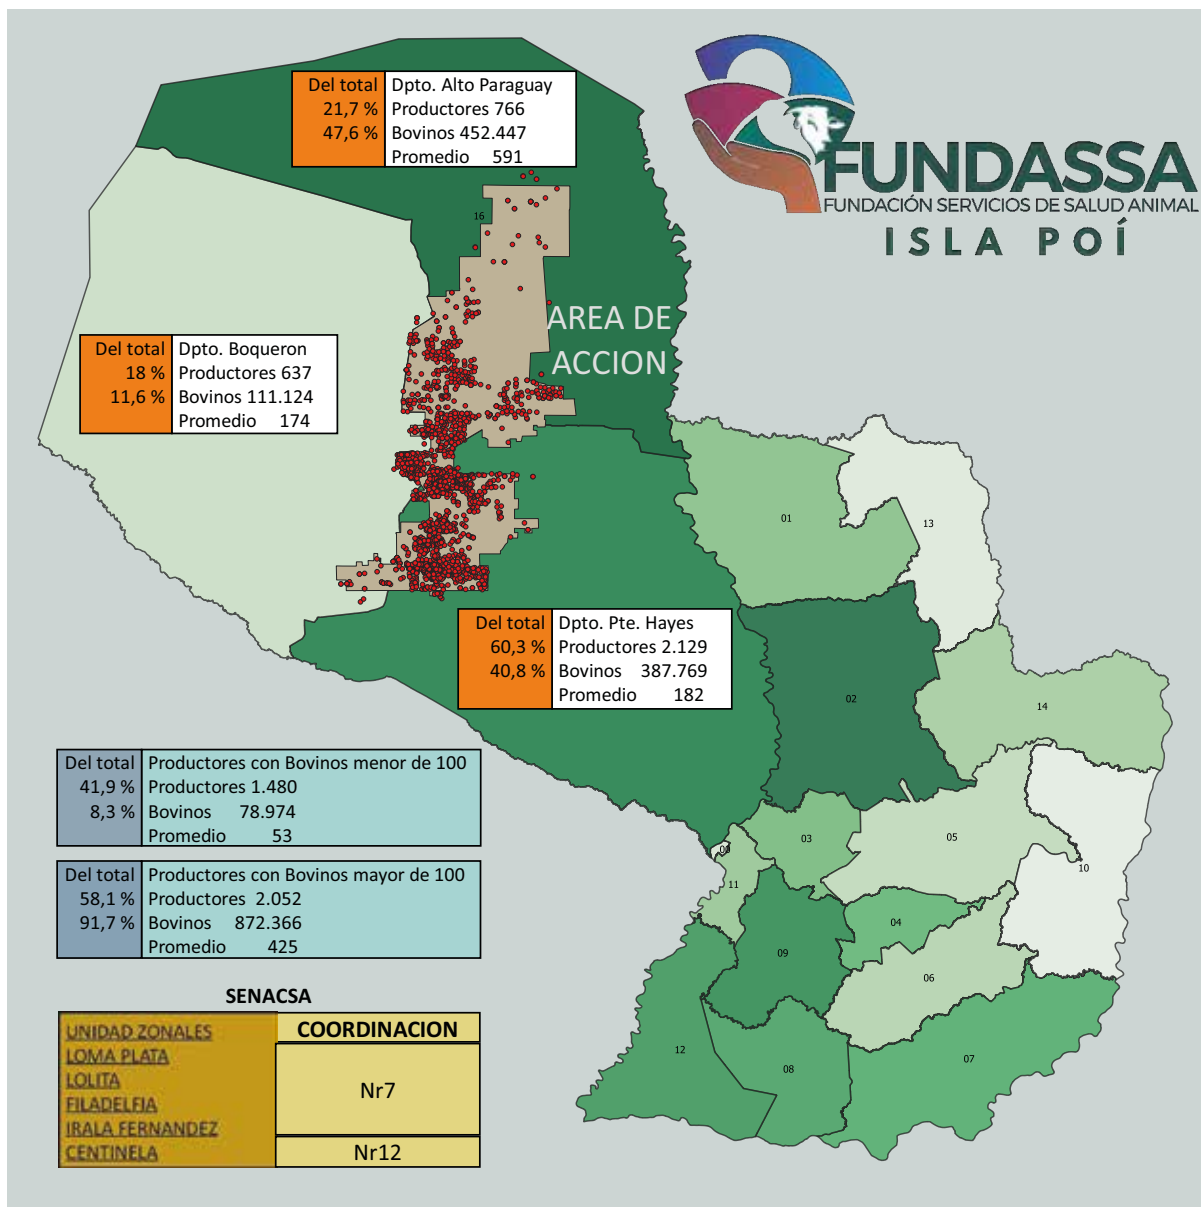 FUNDASSA
FUNDACIÓN SERVICIOS DE SALUD ANIMAL
ISLA POÍ
Del total Dpto. Alto Paraguay
21,7 % Productores 766
47,6 % Bovinos 452.447
Promedio 591
16
AREA DE
ACCION
Del total Dpto. Boqueron
18 % Productores 637
11,6 % Bovinos 111.124
Promedio 174
01
13
Del total Dpto. Pte. Hayes
60,3 % Productores 2.129
40,8 % Bovinos 387.769
Promedio 182
02
14
Del total Productores con Bovinos menor de 100
41,9 % Productores 1.480
8,3 % Bovinos 78.974
Promedio 53
03
05
00
11
10
Del total Productores con Bovinos mayor de 100
58,1 % Productores 2.052
91,7 % Bovinos 872.366
Promedio 425
04
09
06
12
08
07
SENACSA
UNIDAD ZONALES COORDINACION
LOMA PLATA
LOLITA
Nr7
FILADELFIA
IRALA FERNANDEZ
CENTINELA Nr12